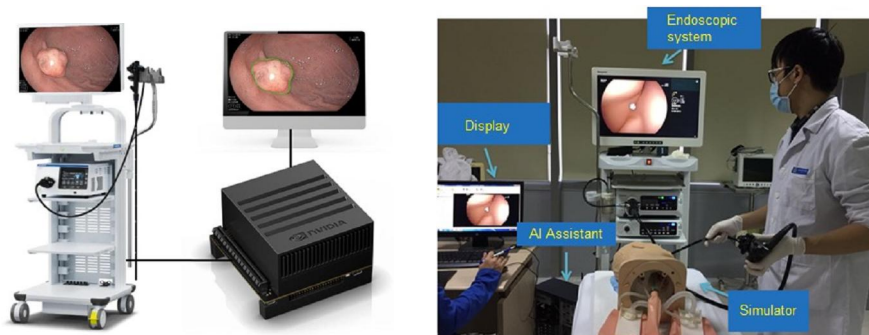 NVIDIA
Endoscopic
system
Display
AI Assistant
Simulator